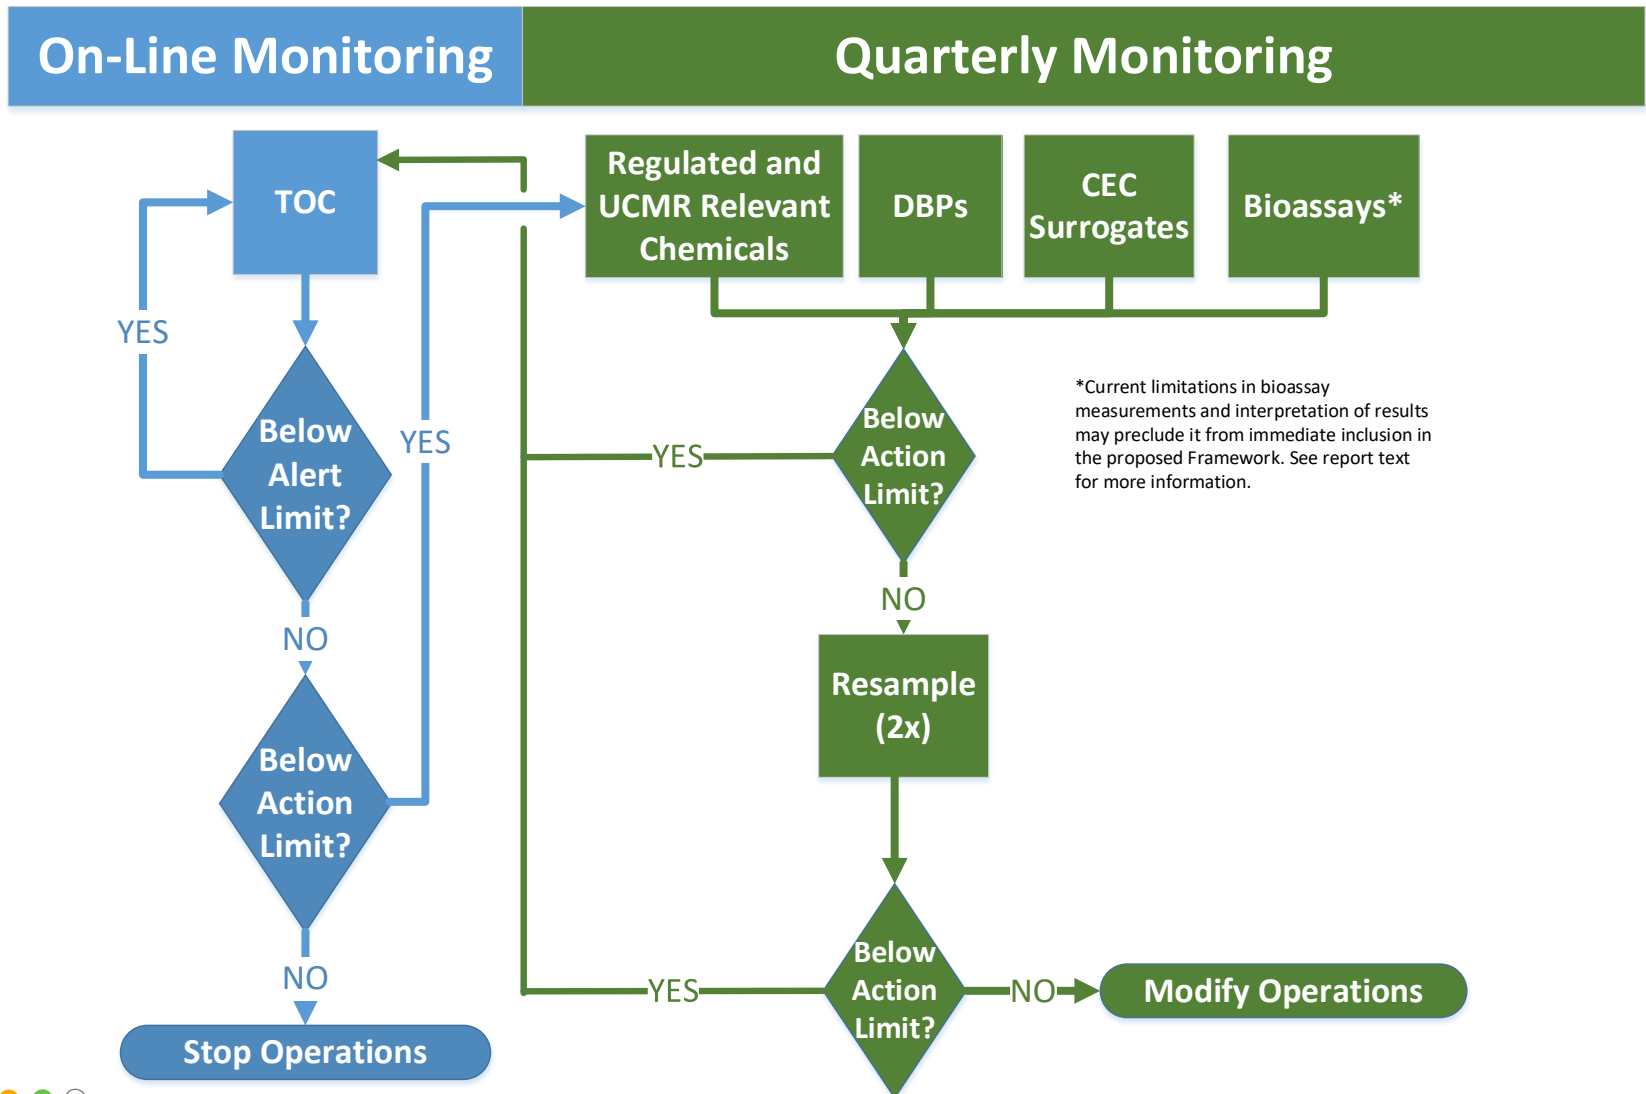 On-Line Monitoring
Quarterly Monitoring
TOC
YES
Below
Alert
Limit?
NO
YES
Below
Action
Limit?
NO
Stop Operations
Regulated and
UCMR Relevant
Chemicals
DBPs
CEC
Surrogates
Bioassays*
*Current limitations in bioassay
measurements and interpretation of results
may preclude it from immediate inclusion in
the proposed Framework. See report text
for more information.
Below
Action
Limit?
YES
NO
Resample
(2x)
Below
Action
Limit?
YES
NO
Modify Operations